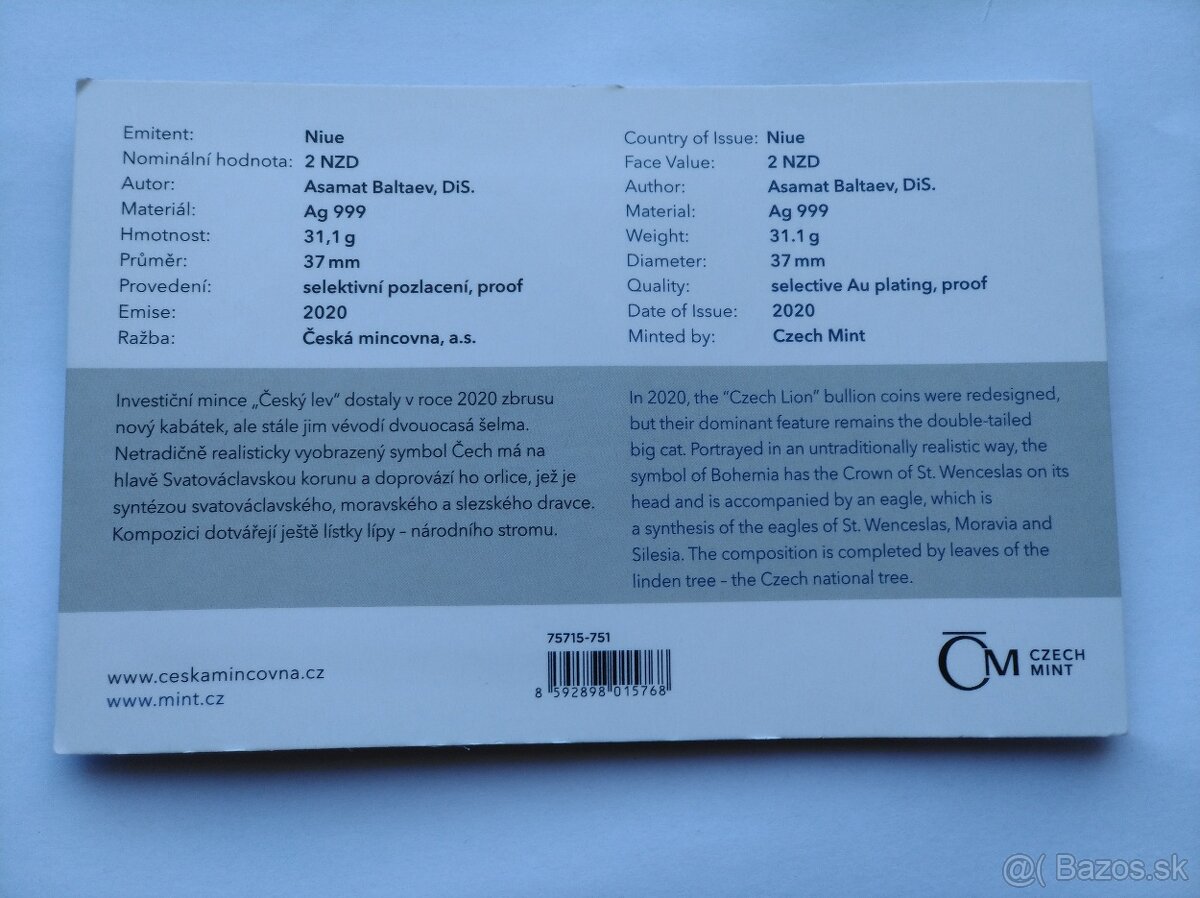 Emitent: Niue
Nominální hodnota: 2 NZD
Autor: Asamat Baltaev, DiS.
Materiál: Ag 999
Hmotnost: 31,1 g
Průměr: 37 mm
Provedení: selektivní pozlacení, proof
Emise: 2020
Ražba: Česká mincovna, a.s.
Country of Issue: Niue
Face Value: 2 NZD
Author: Asamat Baltaev, DiS.
Material: Ag 999
Weight: 31.1 g
Diameter: 37 mm
Quality: selective Au plating, proof
Date of Issue: 2020
Minted by: Czech Mint
Investiční mince „Český lev“ dostaly v roce 2020 zbrusu
nový kabátek, ale stále jim vévodí dvouocasá šelma.
Netradičně realisticky vyobrazený symbol Čech má na
hlavě Svatováclavskou korunu a doprovází ho orlice, jež je
syntézou svatováclavského, moravského a slezského dravce.
Kompozici dotvářejí ještě lístky lípy – národního stromu.
In 2020, the "Czech Lion" bullion coins were redesigned,
but their dominant feature remains the double-tailed
big cat. Portrayed in an untraditionally realistic way, the
symbol of Bohemia has the Crown of St. Wenceslas on its
head and is accompanied by an eagle, which is
a synthesis of the eagles of St. Wenceslas, Moravia and
Silesia. The composition is completed by leaves of the
linden tree – the Czech national tree.
www.ceskamincovna.cz
www.mint.cz
75715-751
8 592898 015768
ČM CZECH
MINT
@( Bazos.sk